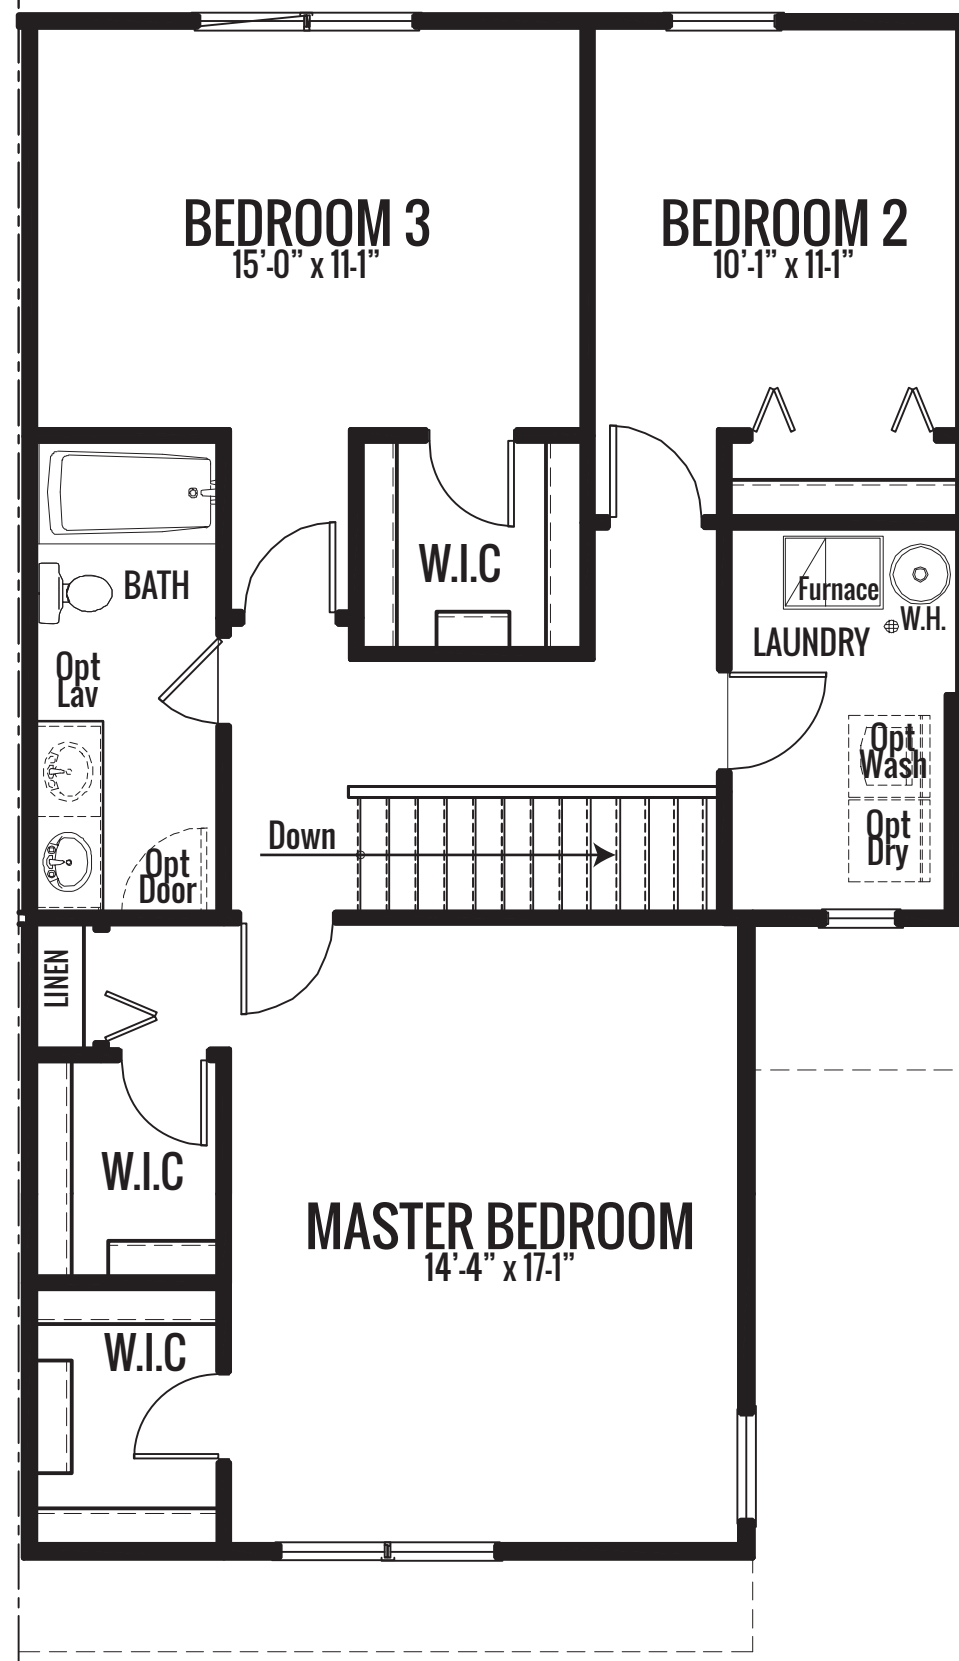 BEDROOM 3
15’-0” x 11-1”
BEDROOM 2
10’-1” x 11-1”
W.I.C
BATH
Furnace
W.H.
LAUNDRY
Opt
Lav
Opt
Wash
Opt
Dry
Down
Opt
Door
LINEN
W.I.C
MASTER BEDROOM
14’-4” x 17-1”
W.I.C